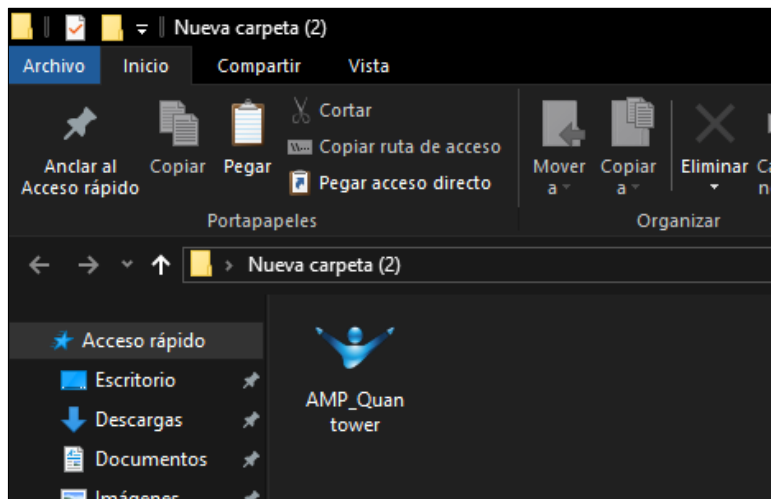 Nueva carpeta (2)
Archivo Inicio Compartir Vista
Anclar al
Acceso rápido
Copiar
Pegar
Cortar
Copiar ruta de acceso
Pegar acceso directo
Mover
a
Copiar
a
Eliminar
Portapapeles
Organizar
Nueva carpeta (2)
Acceso rápido
Escritorio
Descargas
Documentos
Imágenes
AMP_Quan
tower